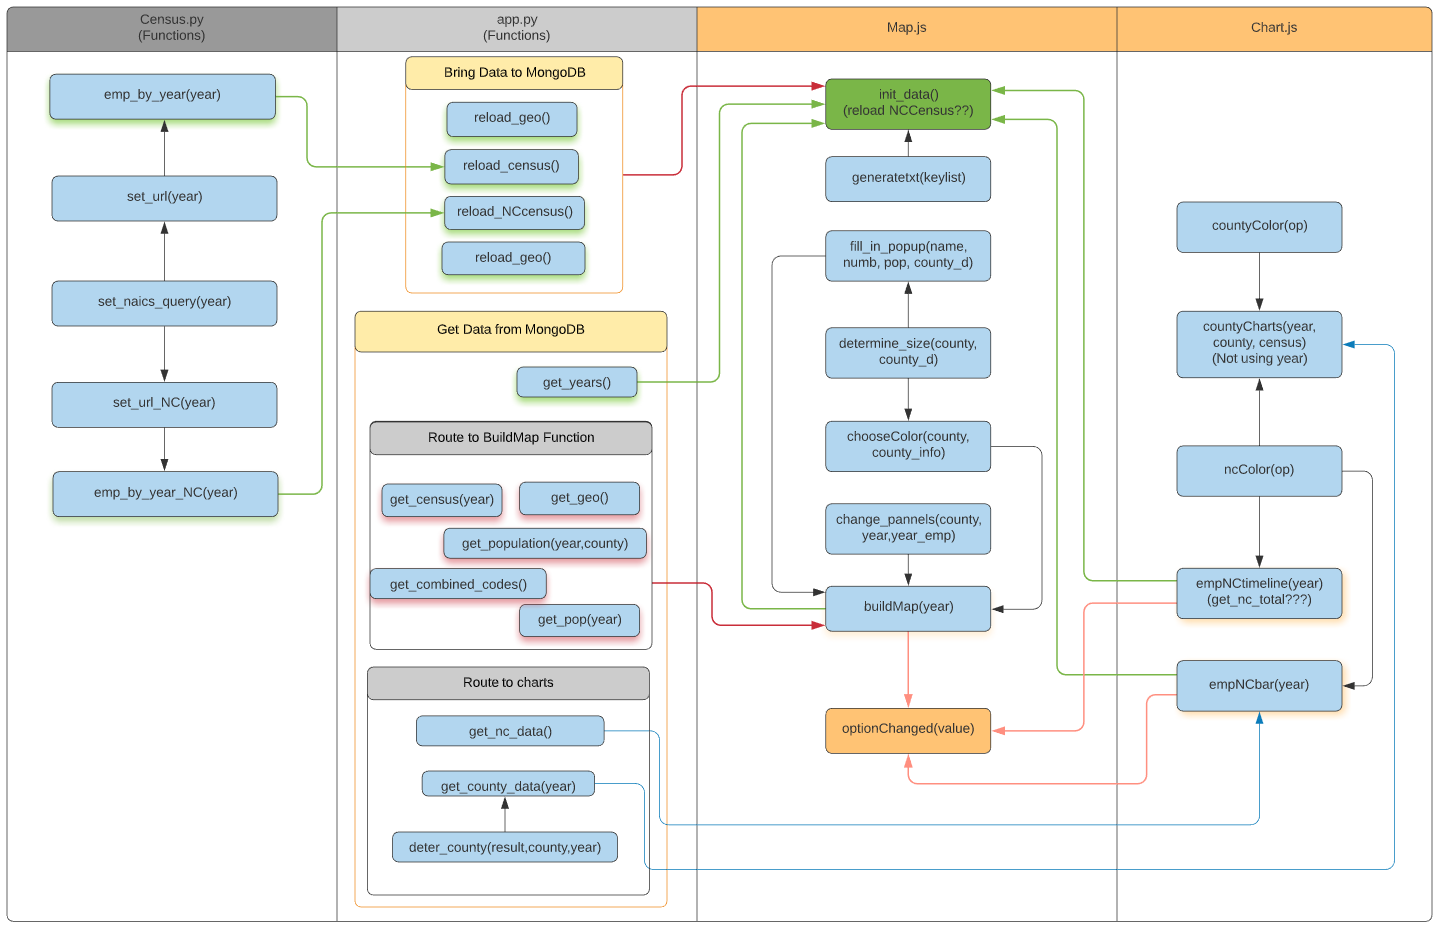 Census.py
(Functions)
emp_by_year(year)
set_url(year)
set_naics_query(year)
set_url_NC(year)
emp_by_year_NC(year)
app.py
(Functions)
Bring Data to MongoDB
reload_geo()
reload_census()
reload_NCcensus()
reload_geo()
Get Data from MongoDB
get_years()
Route to BuildMap Function
get_census(year)
get_geo()
get_population(year,county)
get_combined_codes()
get_pop(year)
Route to charts
get_nc_data()
get_county_data(year)
deter_county(result,county,year)
Map.js
init_data()
(reload NCCensus??)
generatetxt(keylist)
fill_in_popup(name,
numb, pop, county_d)
determine_size(county,
county_d)
chooseColor(county,
county_info)
change_pannels(county,
year,year_emp)
buildMap(year)
optionChanged(value)
Chart.js
countyColor(op)
countyCharts(year,
county, census)
(Not using year)
ncColor(op)
empNCtimeline(year)
(get_nc_total???)
empNCbar(year)